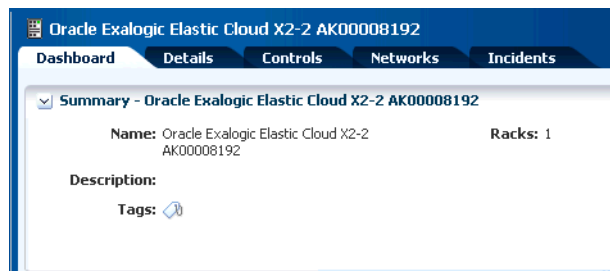 Oracle Exalogic Elastic Cloud X2-2 AK00008192
Dashboard Details Controls Networks Incidents
Summary - Oracle Exalogic Elastic Cloud X2-2 AK00008192
Name: Oracle Exalogic Elastic Cloud X2-2 Racks: 1
AK00008192
Description:
Tags: